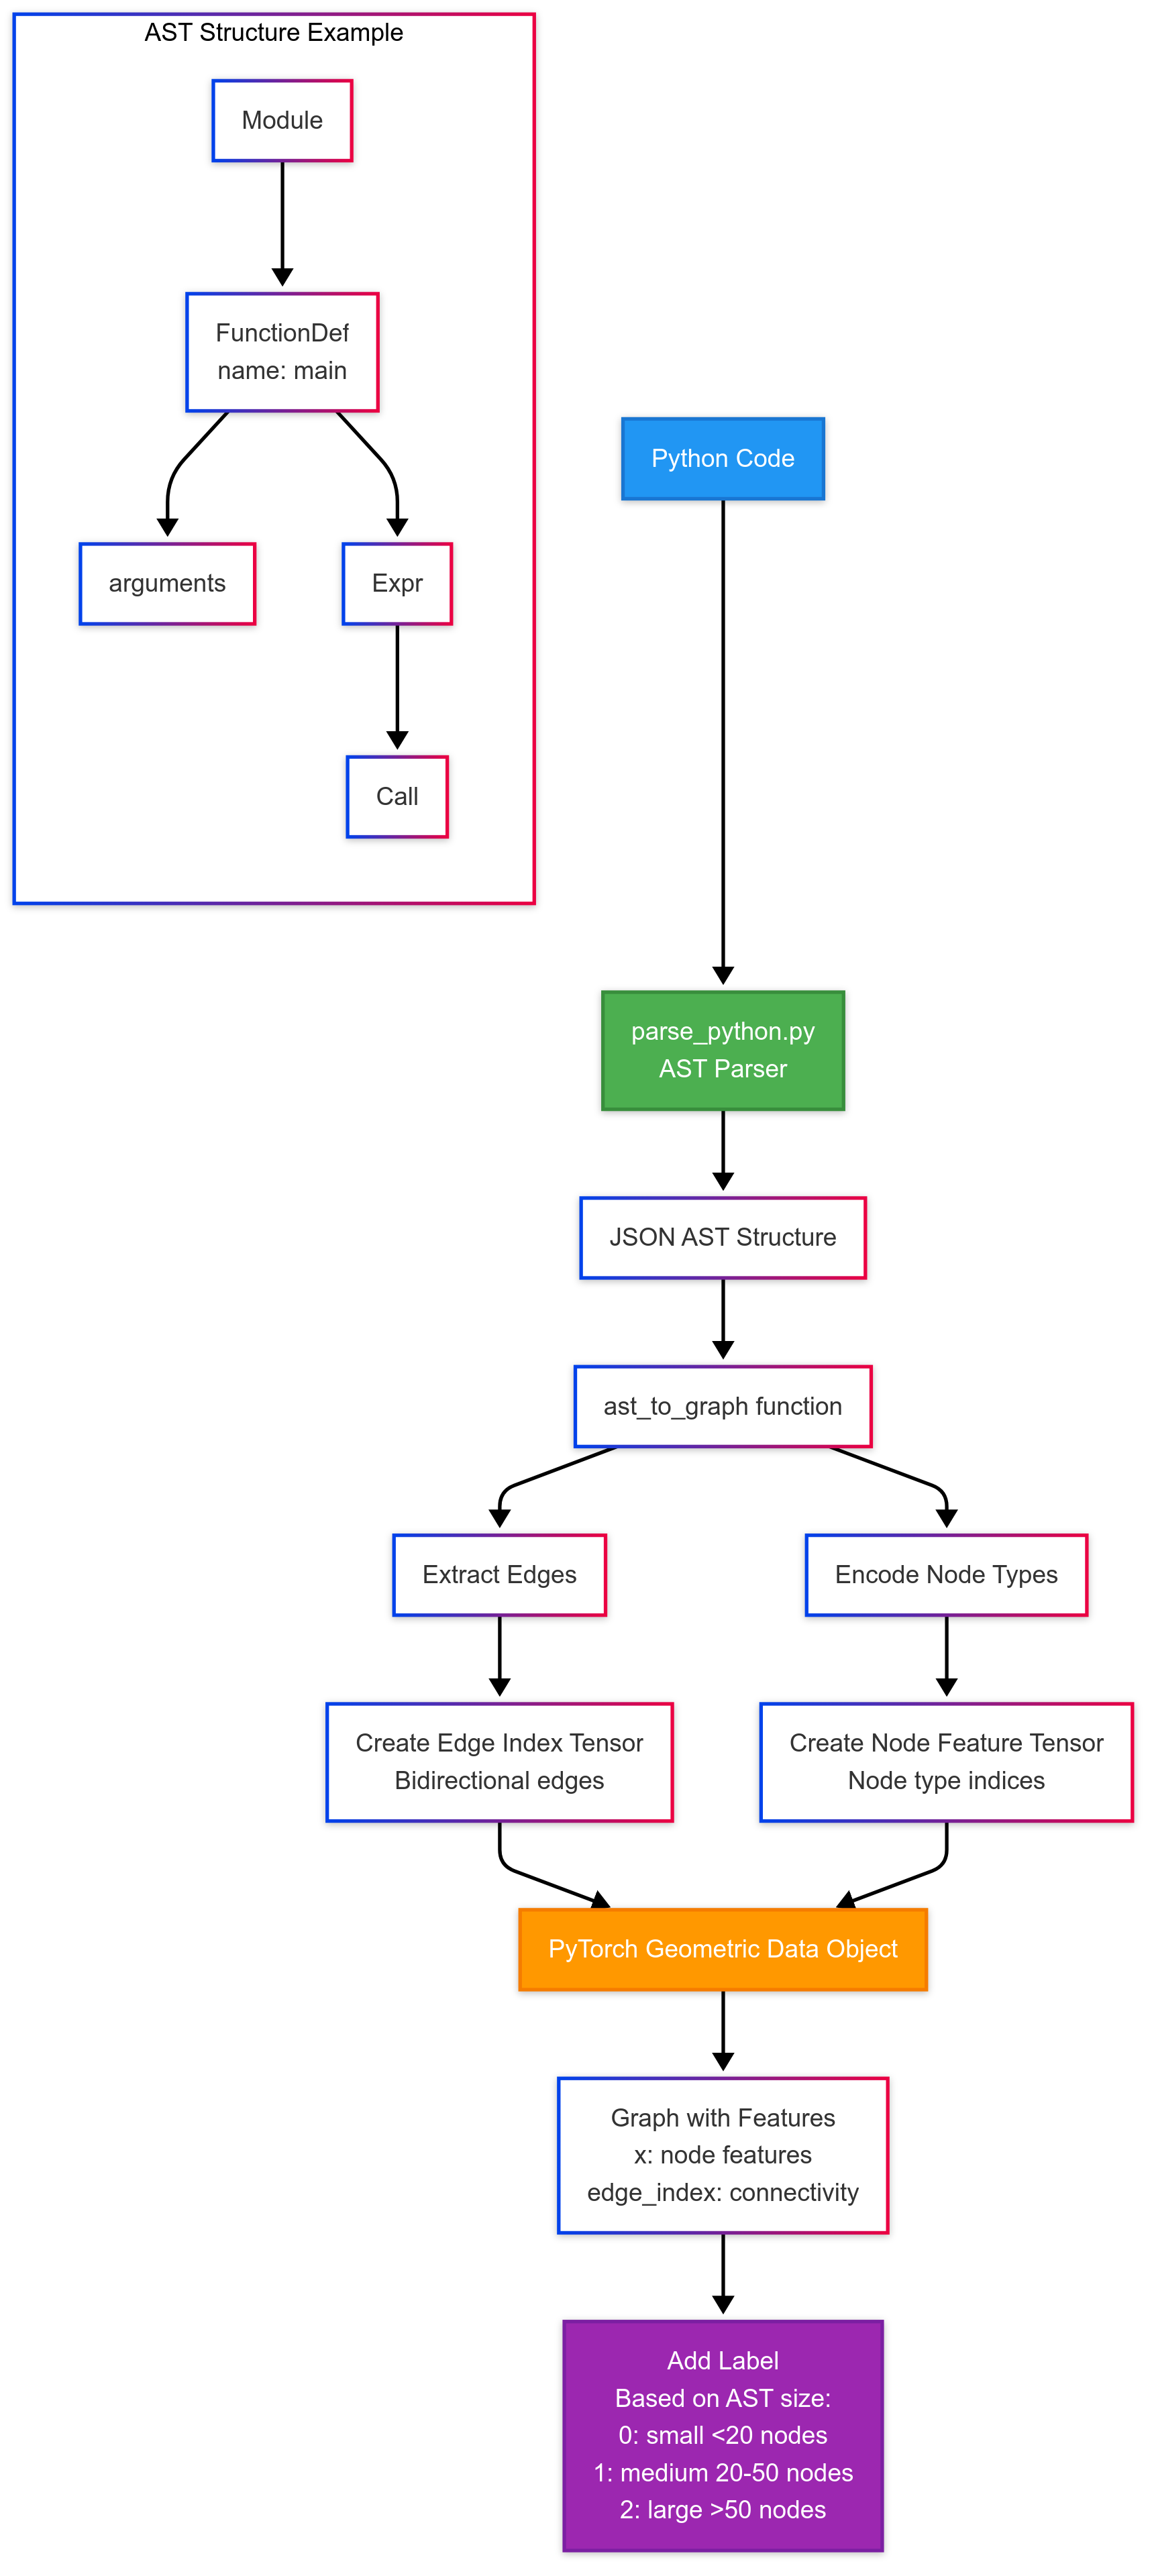 AST Structure Example
Module
FunctionDef
name: main
arguments
Expr
Call
Python Code
parse_python.py
AST Parser
JSON AST Structure
ast_to_graph function
Extract Edges
Encode Node Types
Create Edge Index Tensor
Bidirectional edges
Create Node Feature Tensor
Node type indices
PyTorch Geometric Data Object
Graph with Features
x: node features
edge_index: connectivity
Add Label
Based on AST size:
0: small <20 nodes
1: medium 20-50 nodes
2: large >50 nodes